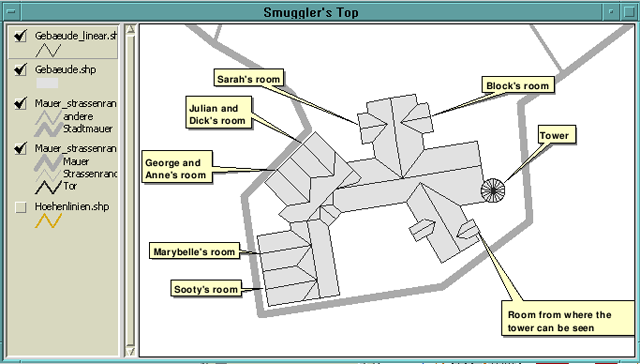 Smuggler's Top
Gebaeude_linear.sh
Gebaeude.shp
Mauer_strassenran
andere
Stadtmauer
Mauer_strassenran
Mauer
Strassenranc
Tor
Hoehenlinien.shp
Sarah's room
Block's room
Julian and
Dick's room
Tower
George and
Anne's room
Marybelle's room
Sooty's room
Room from where the
tower can be seen